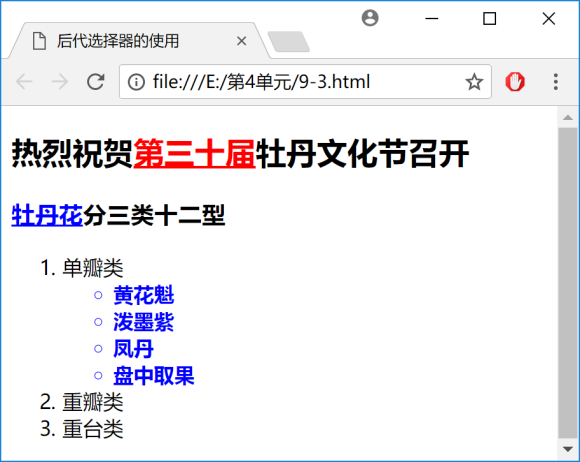 后代选择器的使用
file:///E:/第4单元/9-3.html
热烈祝贺第三十届牡丹文化节召开
牡丹花分三类十二型
1. 单瓣类
黄花魁
泼墨紫
凤丹
盘中取果
2. 重瓣类
3. 重台类